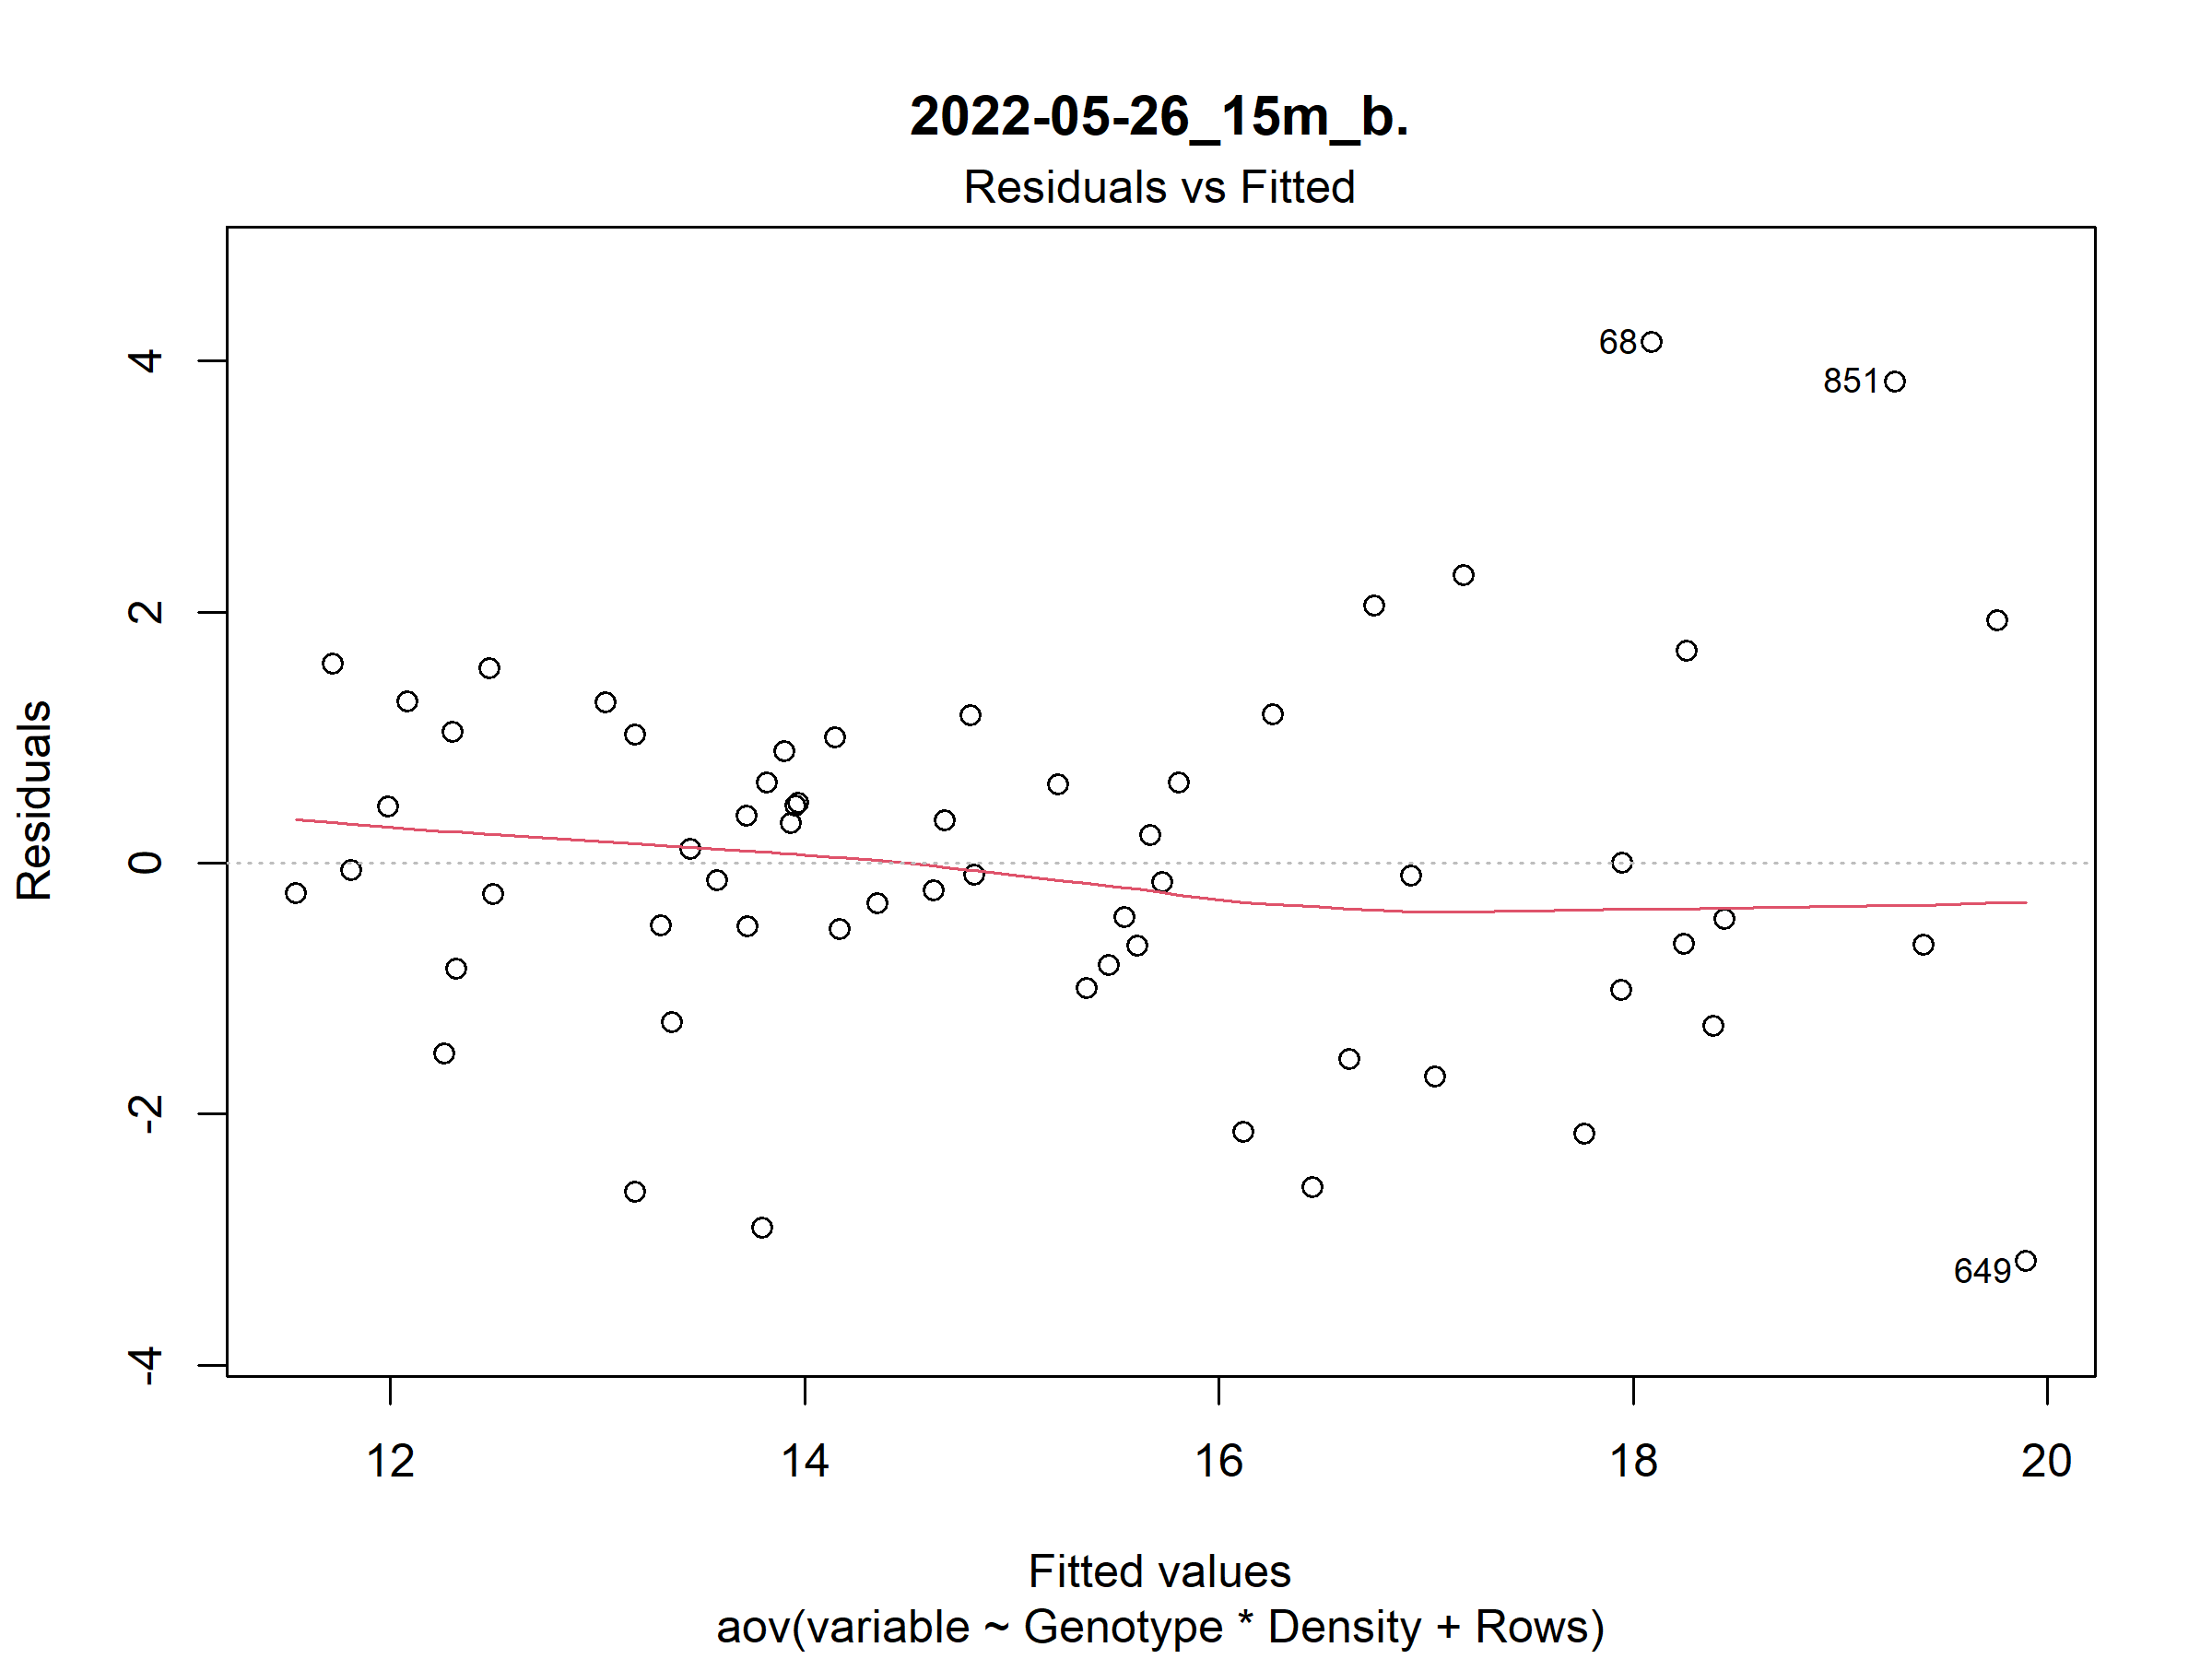 2022-05-26_15m_b.
Residuals vs Fitted
Residuals
4
2
0
-2
-4
68
851
649
12 14 16 18 20
Fitted values
aov(variable ~ Genotype * Density + Rows)